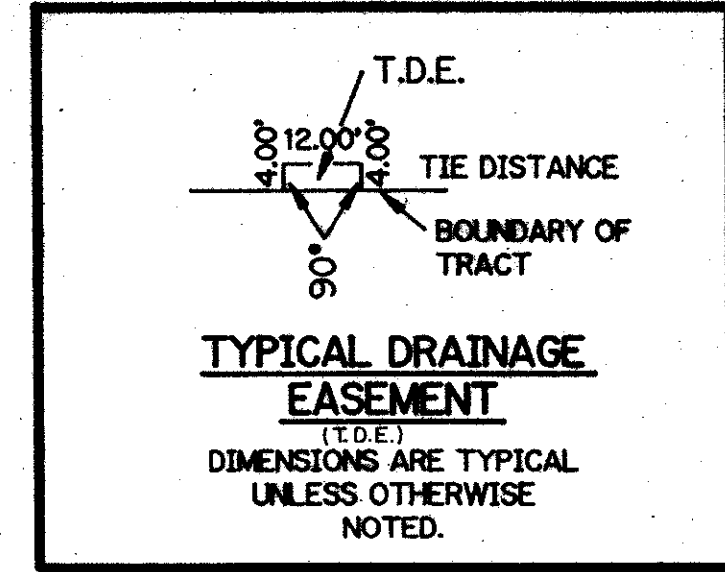 T.D.E.
4.00' 12.00' 4.00'
TIE DISTANCE
BOUNDARY OF
TRACT
90°
TYPICAL DRAINAGE
EASEMENT
(T.D.E.)
DIMENSIONS ARE TYPICAL
UNLESS OTHERWISE
NOTED.